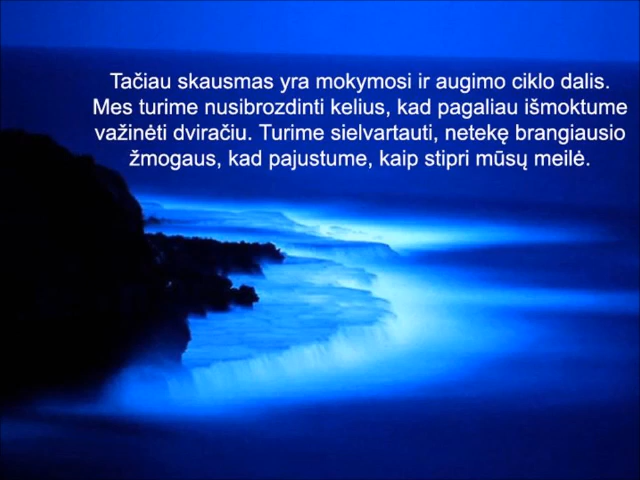 Tačiau skausmas yra mokymosi ir augimo ciklo dalis.
Mes turime nusibrozdinti kelius, kad pagaliau išmoktume
važinėti dviračiu. Turime sielvartauti, netekę brangiausio
žmogaus, kad pajustume, kaip stipri mūsų meilė.